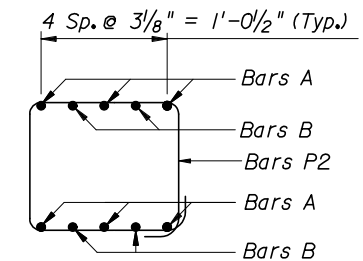 4 Sp.@ 3⅛" = 1'-0½" (Typ.)
Bars A
Bars B
Bars P2
Bars A
Bars B